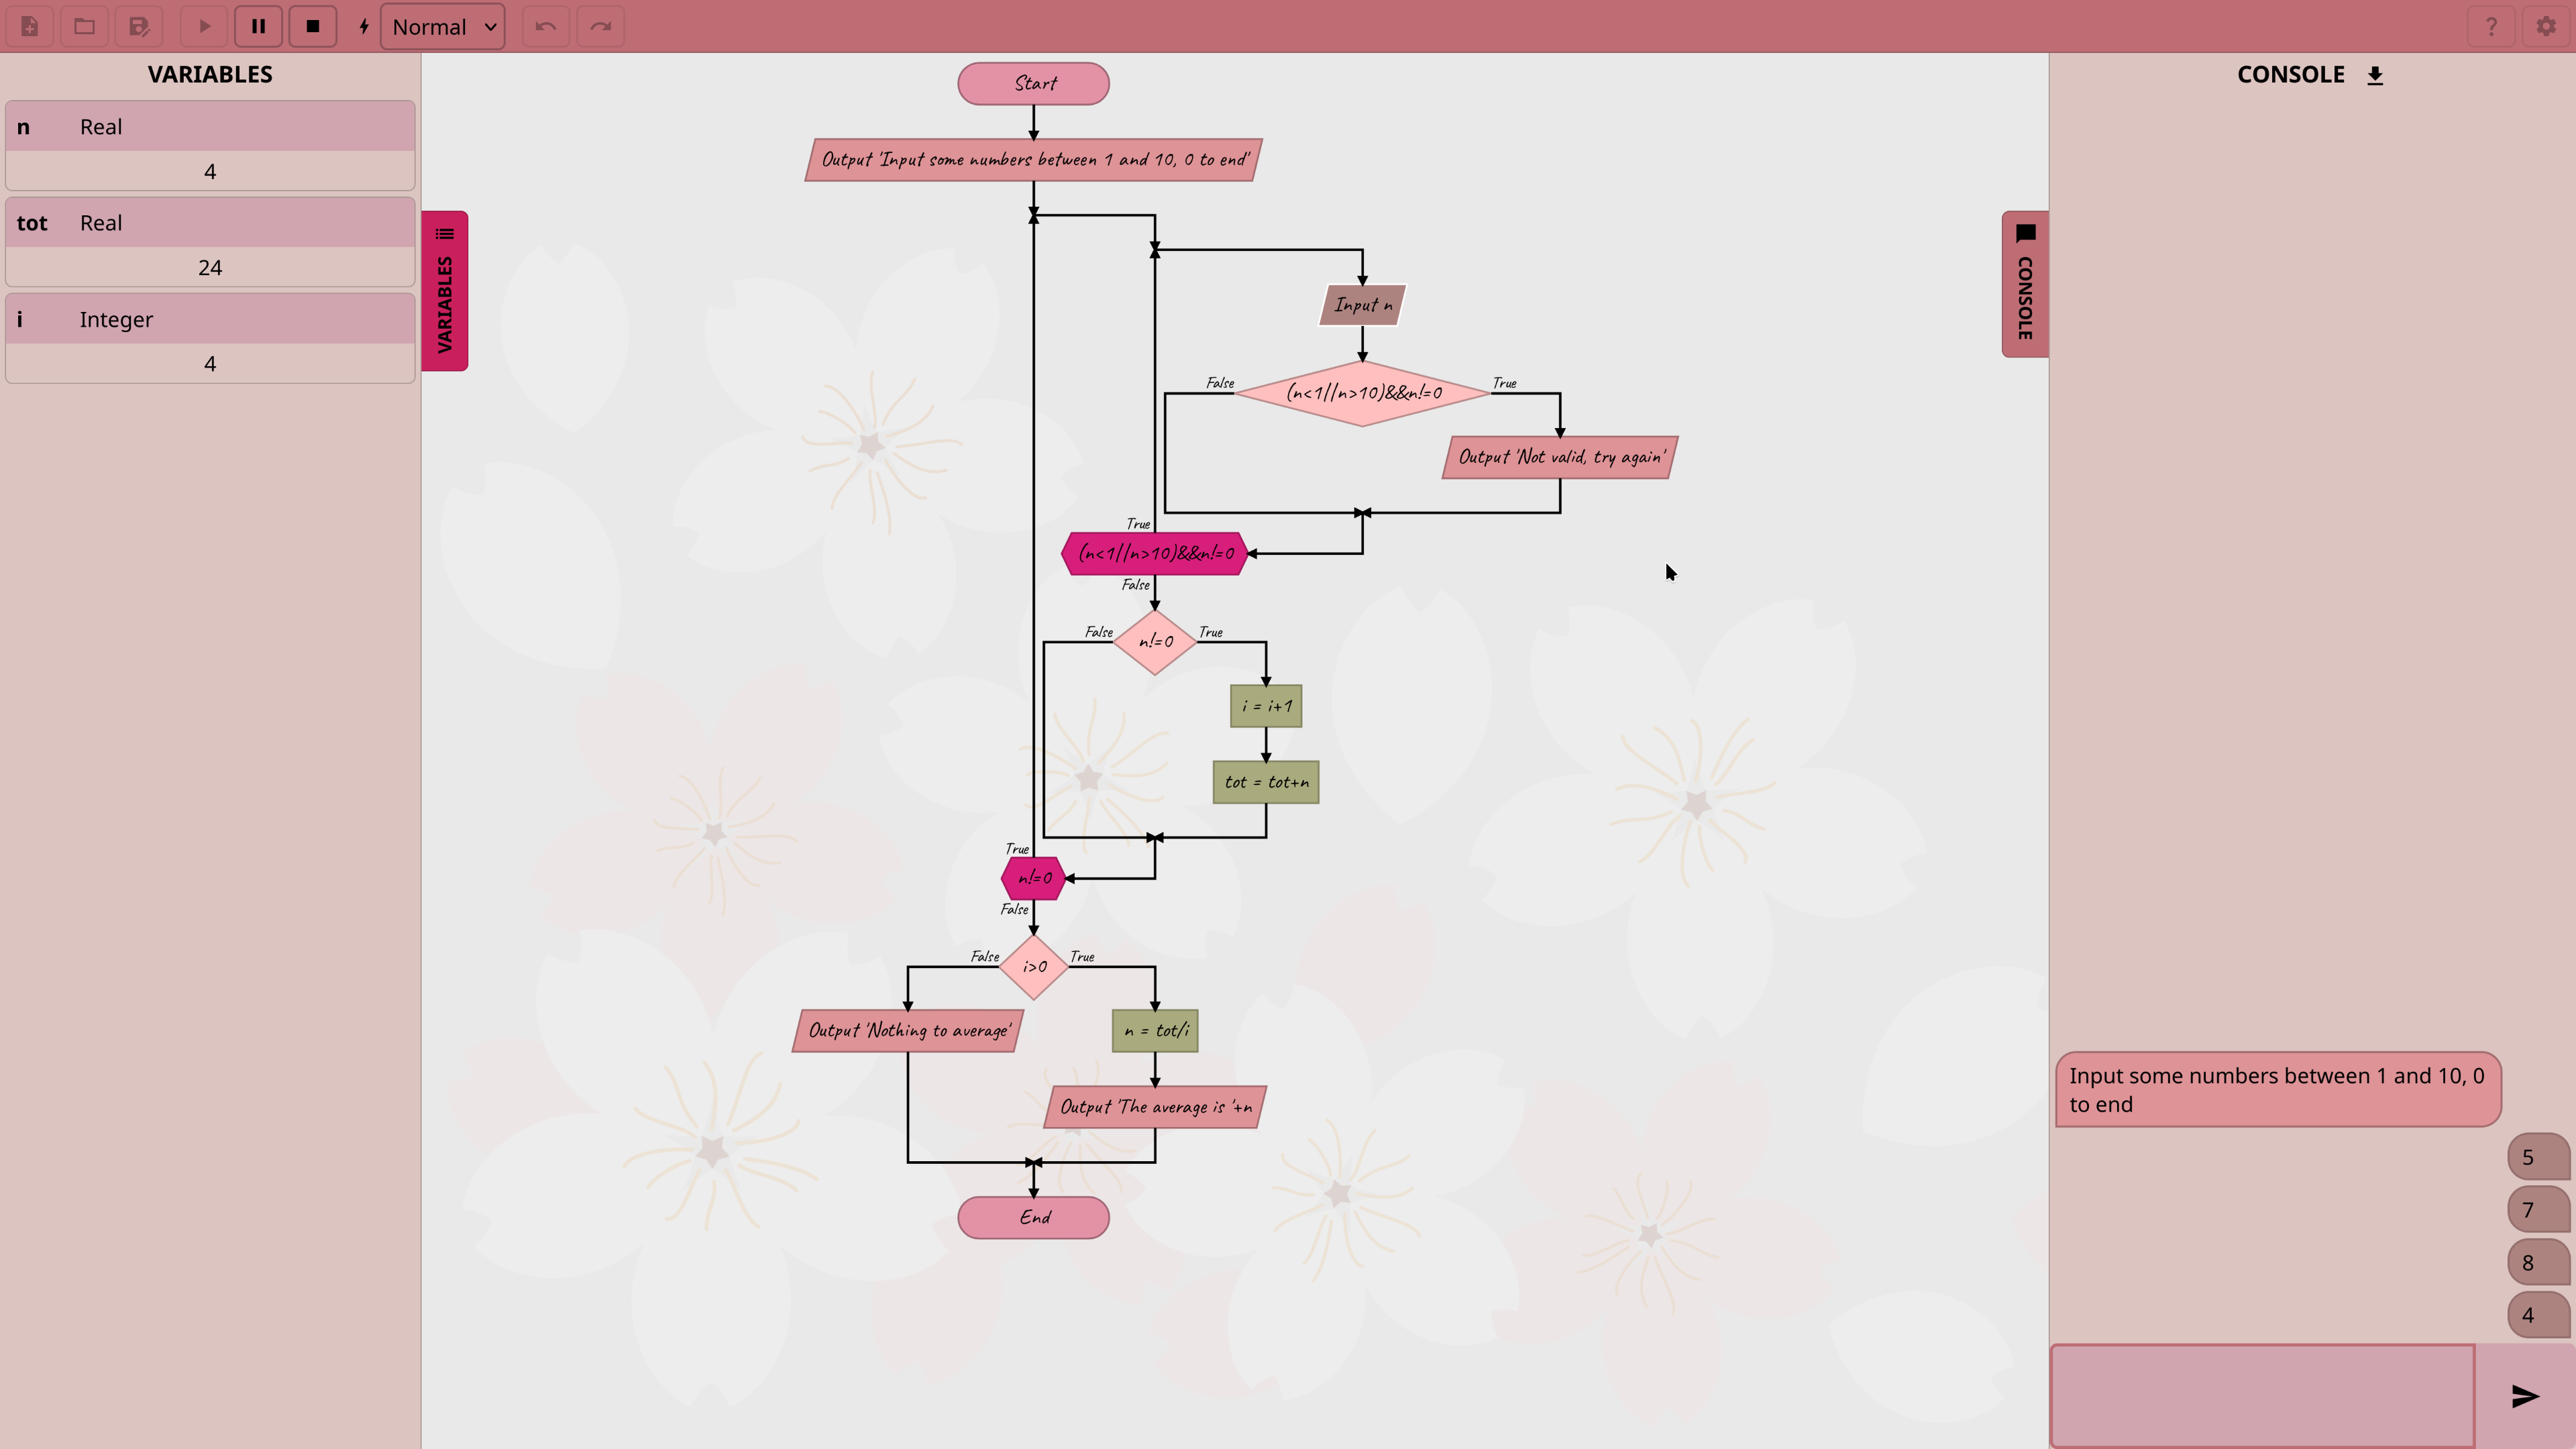 Normal
?
VARIABLES
n Real
4
tot Real
24
i Integer
4
VARIABLES
Start
Output 'Input some numbers between 1 and 10, 0 to end'
Input n
False
(n<1||n>10)&&n!=0
True
Output 'Not valid, try again'
True
(n<1||n>10)&&n!=0
False
False
n!=0
True
i = i+1
tot = tot+n
True
n!=0
False
False
i>0
True
Output 'Nothing to average'
n = tot/i
Output 'The average is '+n
End
CONSOLE
CONSOLE
Input some numbers between 1 and 10, 0
to end
5
7
8
4